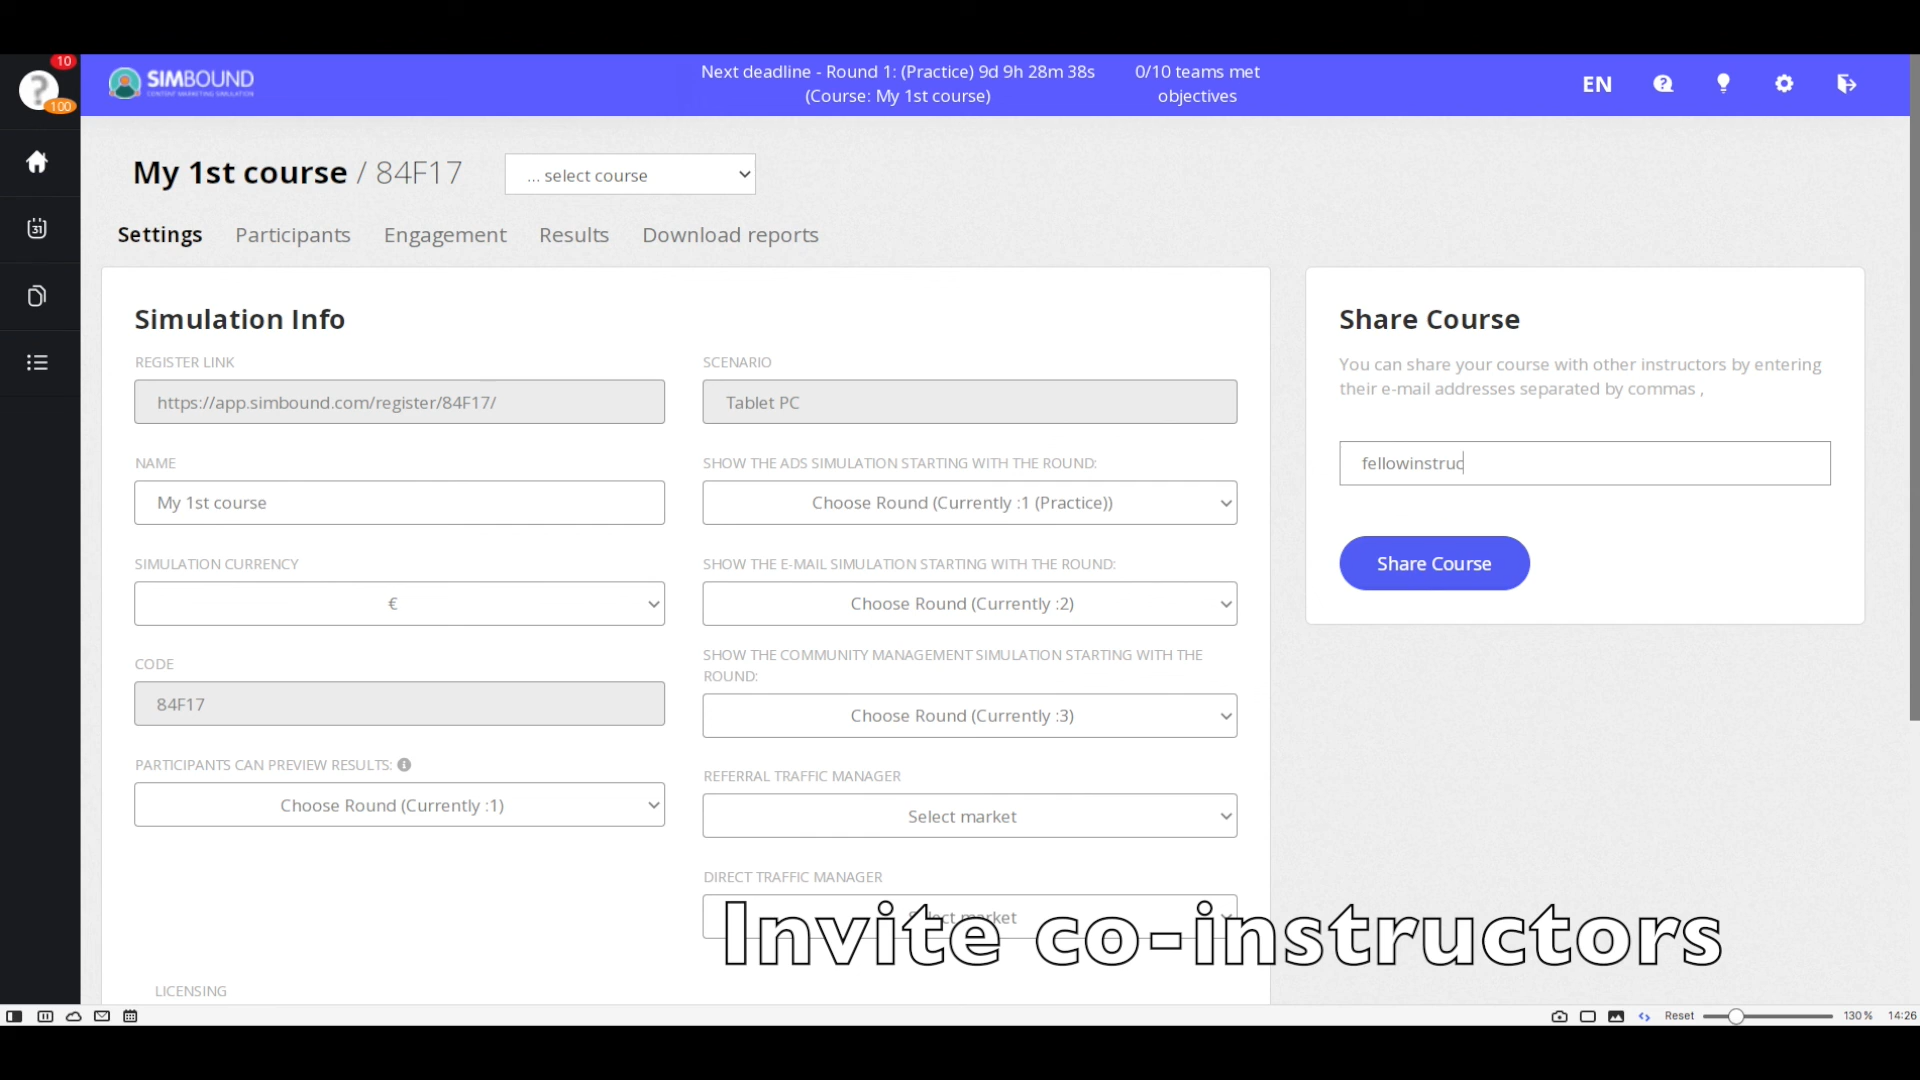 10
100
SIMBOUND
CONTENT MARKETING SIMULATION
Next deadline - Round 1: (Practice) 9d 9h 28m 38s
(Course: My 1st course)
0/10 teams met
objectives
EN
My 1st course / 84F17
... select course
31
Settings
Participants
Engagement
Results
Download reports
Simulation Info
REGISTER LINK
https://app.simbound.com/register/84F17/
NAME
My 1st course
SIMULATION CURRENCY
€
CODE
84F17
PARTICIPANTS CAN PREVIEW RESULTS:
Choose Round (Currently :1)
LICENSING
SCENARIO
Tablet PC
SHOW THE ADS SIMULATION STARTING WITH THE ROUND:
Choose Round (Currently :1 (Practice))
SHOW THE E-MAIL SIMULATION STARTING WITH THE ROUND:
Choose Round (Currently :2)
SHOW THE COMMUNITY MANAGEMENT SIMULATION STARTING WITH THE
ROUND:
Choose Round (Currently :3)
REFERRAL TRAFFIC MANAGER
Select market
DIRECT TRAFFIC MANAGER
Select market
Share Course
You can share your course with other instructors by entering
their e-mail addresses separated by commas ,
fellowinstruc
Share Course
Invite co-instructors
Reset
130 %
14:26